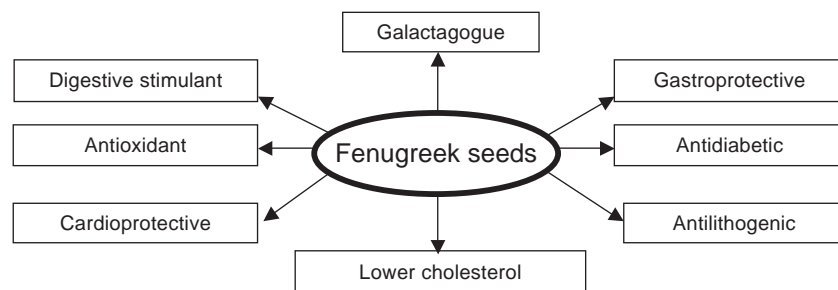 Galactagogue
Digestive stimulant
Gastroprotective
Antioxidant
Fenugreek seeds
Antidiabetic
Cardioprotective
Antilithogenic
Lower cholesterol